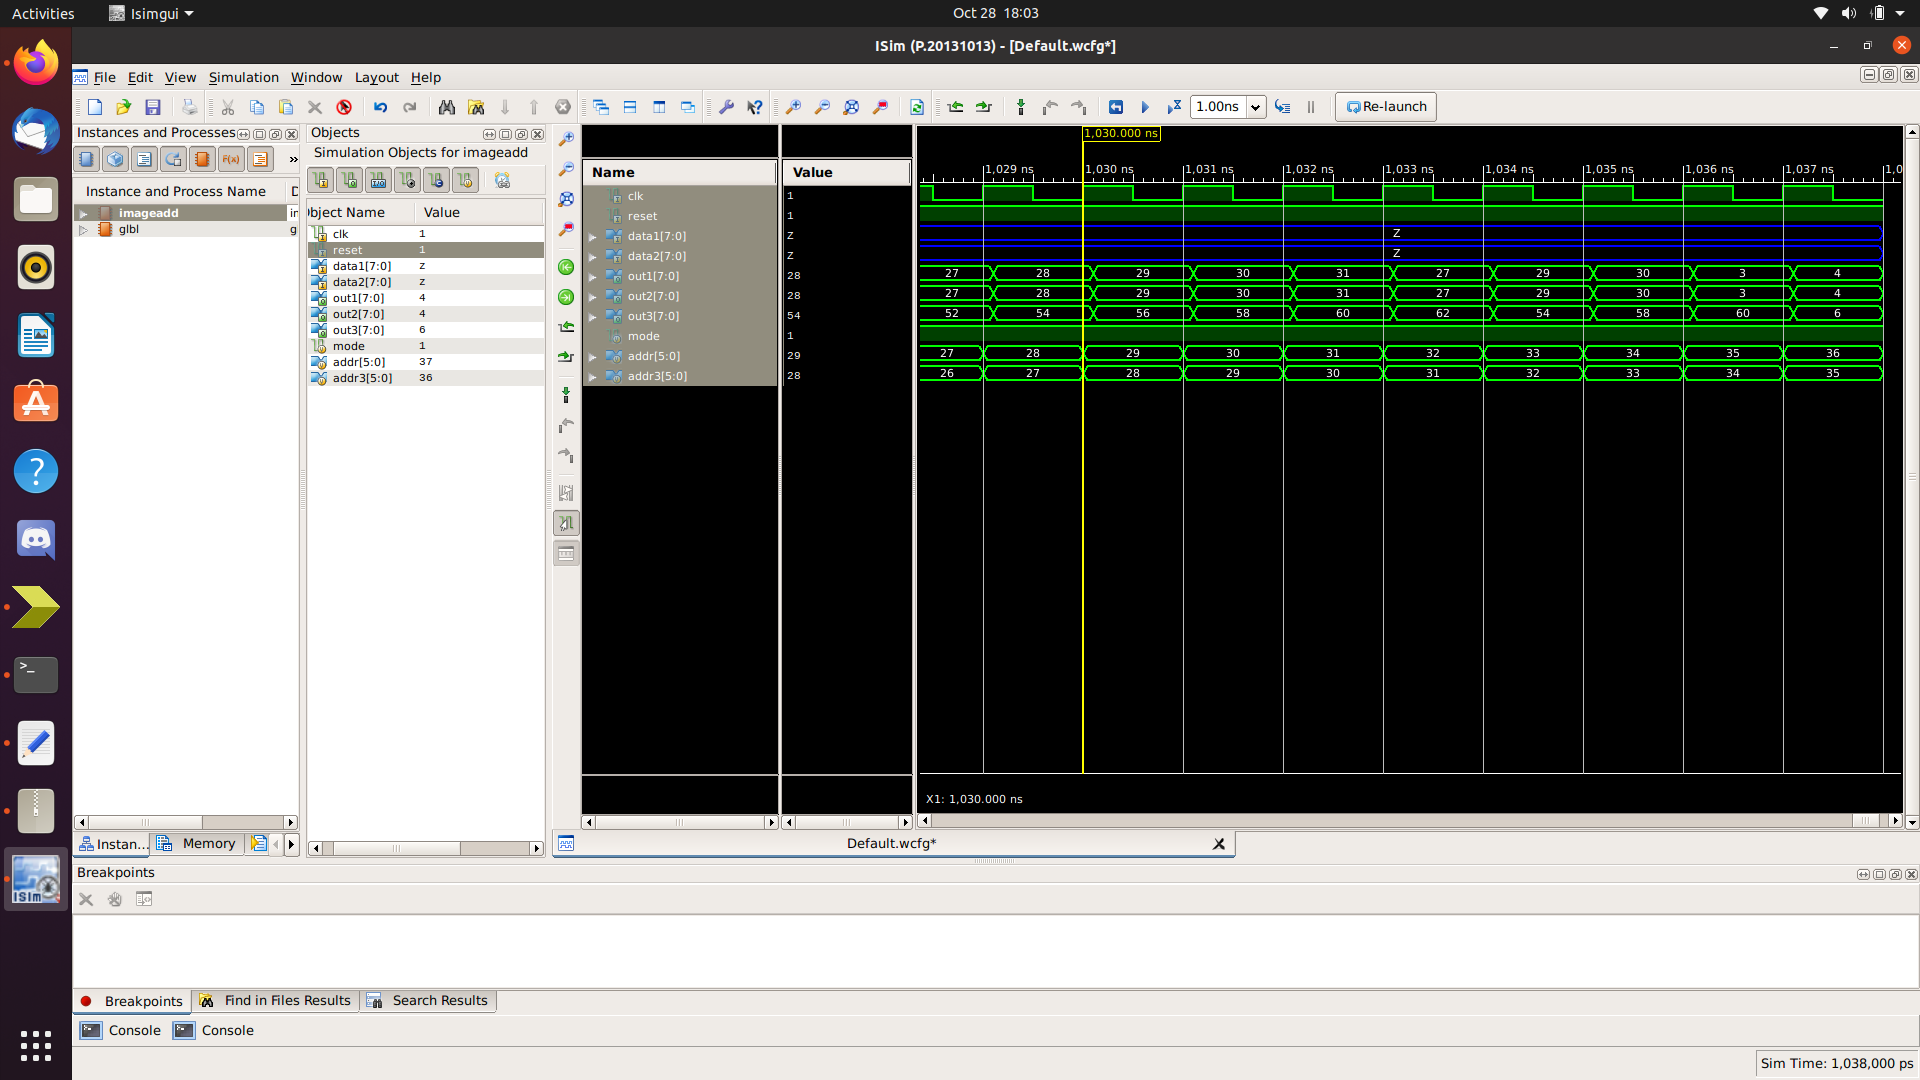 Activities
Isimgui
Oct 28 18:03
ISim (P.20131013) - [Default.wcfg*]
File Edit View Simulation Window Layout Help
1.00ns
Re-launch
Instances and Processes
Objects
Simulation Objects for imageadd
F(x)
»
Instance and Process Name D
imageadd in
glbl g
bject Name Value
clk 1
reset 1
data1[7:0] z
data2[7:0] z
out1[7:0] 4
out2[7:0] 4
out3[7:0] 6
mode 1
addr[5:0] 37
addr3[5:0] 36
Instan...
Memory
Name Value
clk 1
reset 1
data1[7:0] Z
data2[7:0] Z
out1[7:0] 28
out2[7:0] 28
out3[7:0] 54
mode 1
addr[5:0] 29
addr3[5:0] 28
1,030.000 ns
1,029 ns 1,030 ns 1,031 ns 1,032 ns 1,033 ns 1,034 ns 1,035 ns 1,036 ns 1,037 ns 1,0
Z
Z
27 28 29 30 31 27 29 30 3 4
27 28 29 30 31 27 29 30 3 4
52 54 56 58 60 62 54 58 60 6
27 28 29 30 31 32 33 34 35 36
26 27 28 29 30 31 32 33 34 35
X1: 1,030.000 ns
Default.wcfg*
ISim
Breakpoints
Breakpoints
Find in Files Results
Search Results
Console
Console
Sim Time: 1,038,000 ps